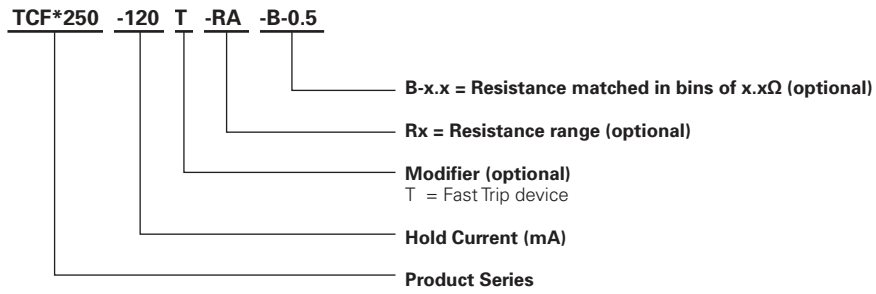 TCF*250 -120 T -RA -B-0.5
B-x.x = Resistance matched in bins of x.xΩ (optional)
Rx = Resistance range (optional)
Modifier (optional)
T = Fast Trip device
Hold Current (mA)
Product Series